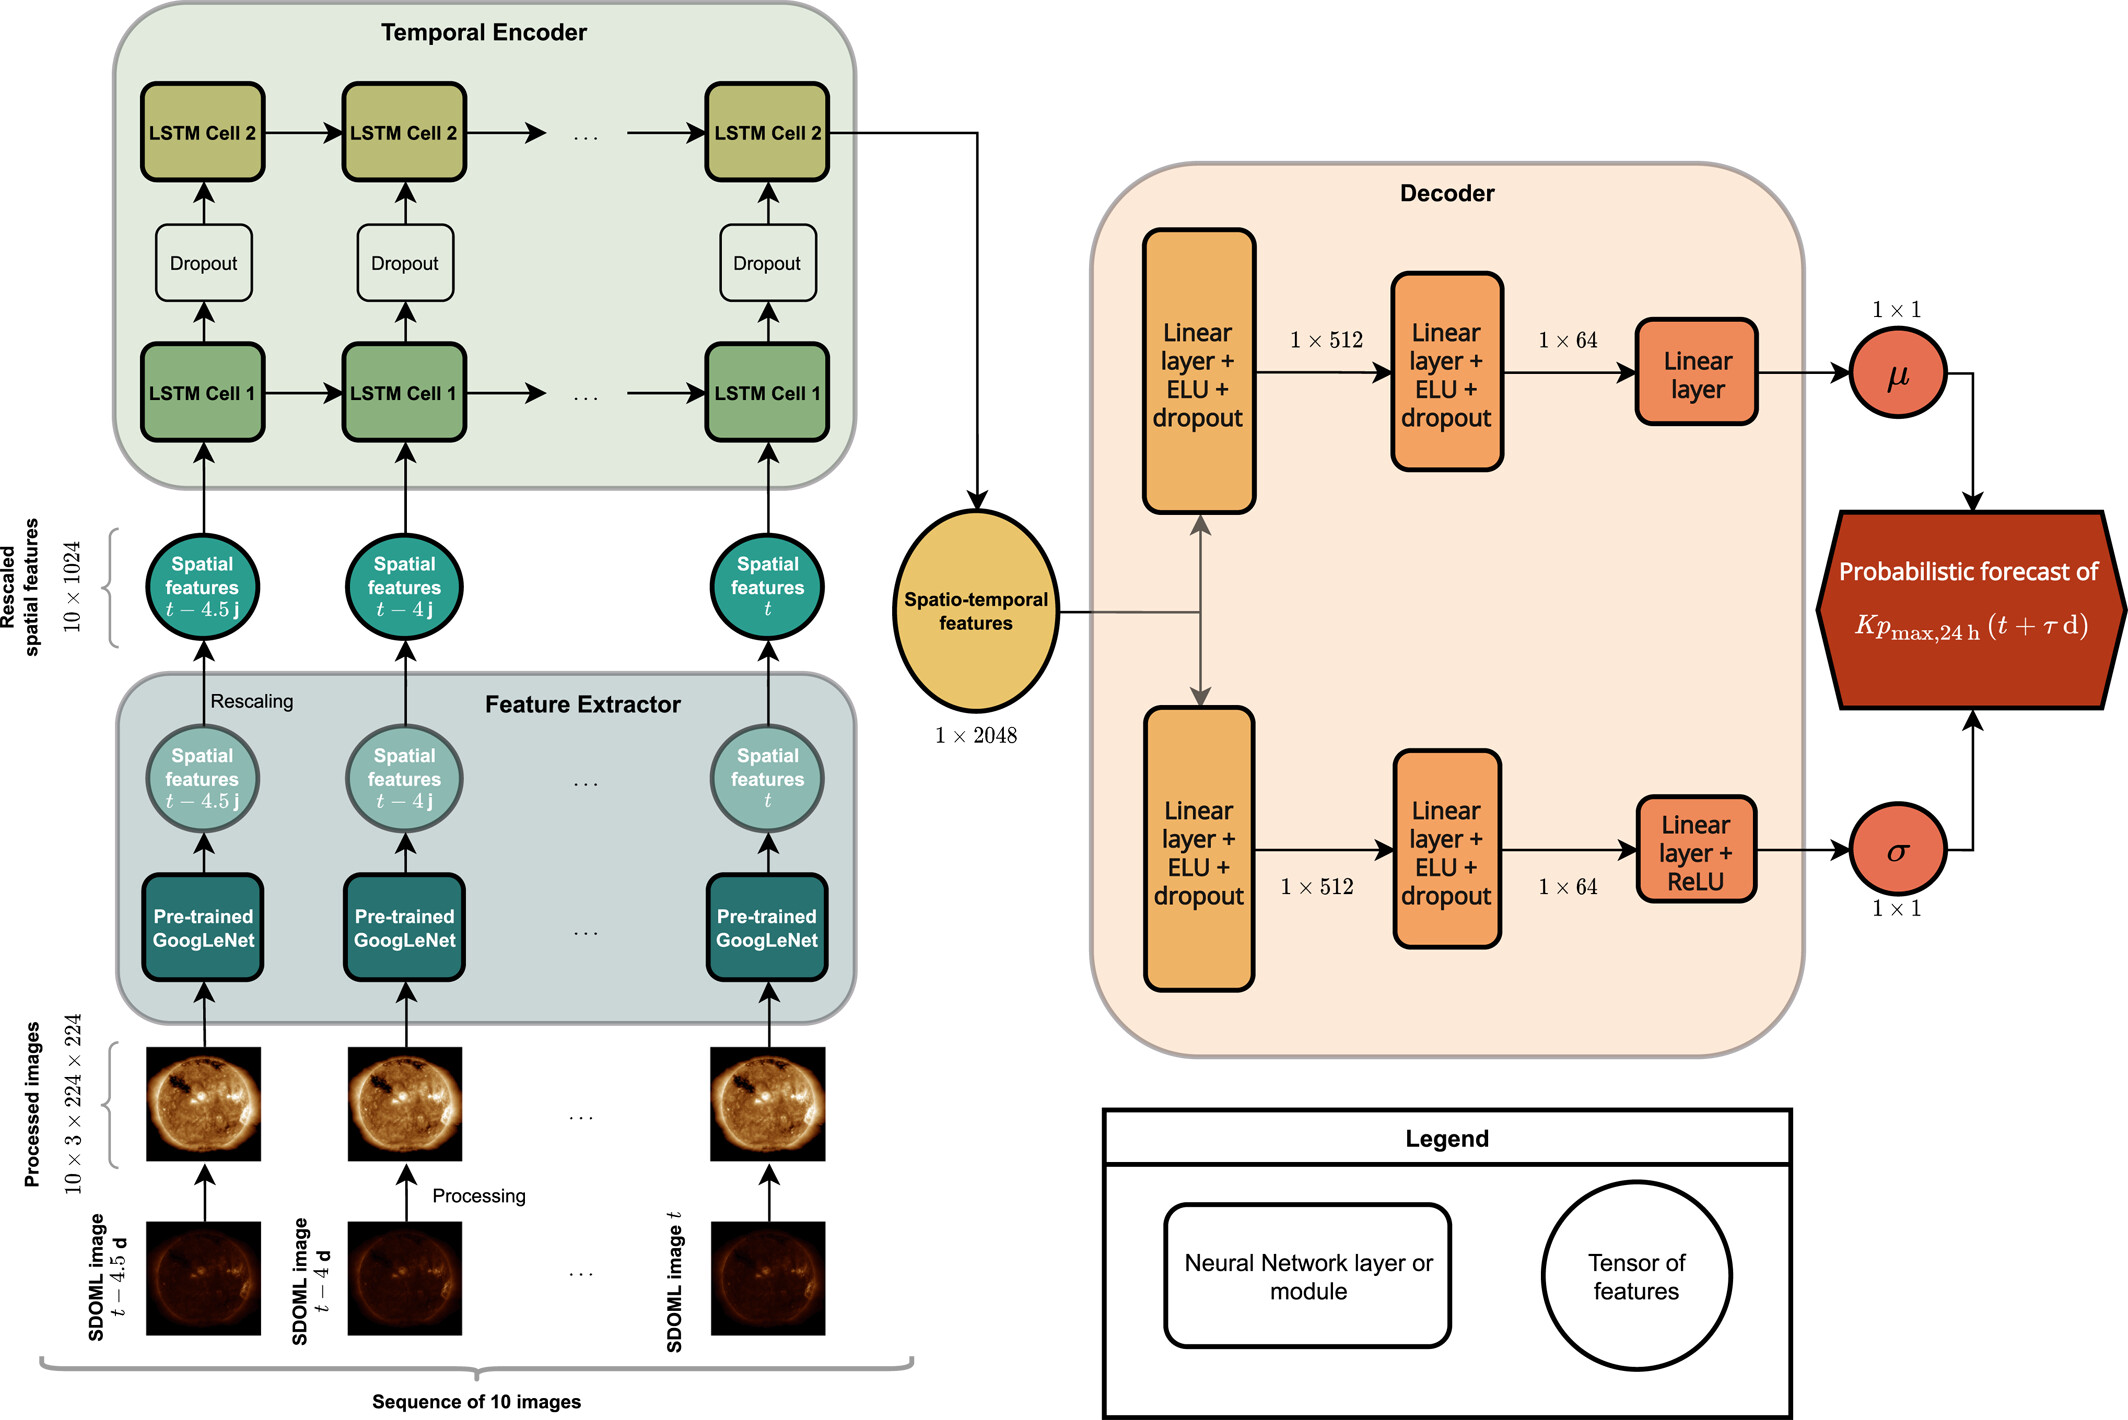 Temporal Encoder
LSTM Cell 2
LSTM Cell 2
...
LSTM Cell 2
Dropout
Dropout
Dropout
LSTM Cell 1
LSTM Cell 1
...
LSTM Cell 1
Rescaled
spatial features
10 × 1024
Spatial
features
t − 4.5 j
Spatial
features
t − 4 j
Spatial
features
t
Rescaling
Feature Extractor
Spatial
features
t − 4.5 j
Spatial
features
t − 4 j
...
Spatial
features
t
Pre-trained
GoogLeNet
Pre-trained
GoogLeNet
...
Pre-trained
GoogLeNet
Processed images
10 × 3 × 224 × 224
...
Processing
SDOML image
t − 4.5 d
SDOML image
t − 4 d
...
SDOML image t
Sequence of 10 images
Spatio-temporal
features
1 × 2048
Decoder
Linear
layer +
ELU +
dropout
1 × 512
Linear
layer +
ELU +
dropout
1 × 64
Linear
layer
1 × 1
μ
Linear
layer +
ELU +
dropout
1 × 512
Linear
layer +
ELU +
dropout
1 × 64
Linear
layer +
ReLU
σ
1 × 1
Probabilistic forecast of
Kp_max,24 h (t + τ d)
Legend
Neural Network layer or
module
Tensor of
features